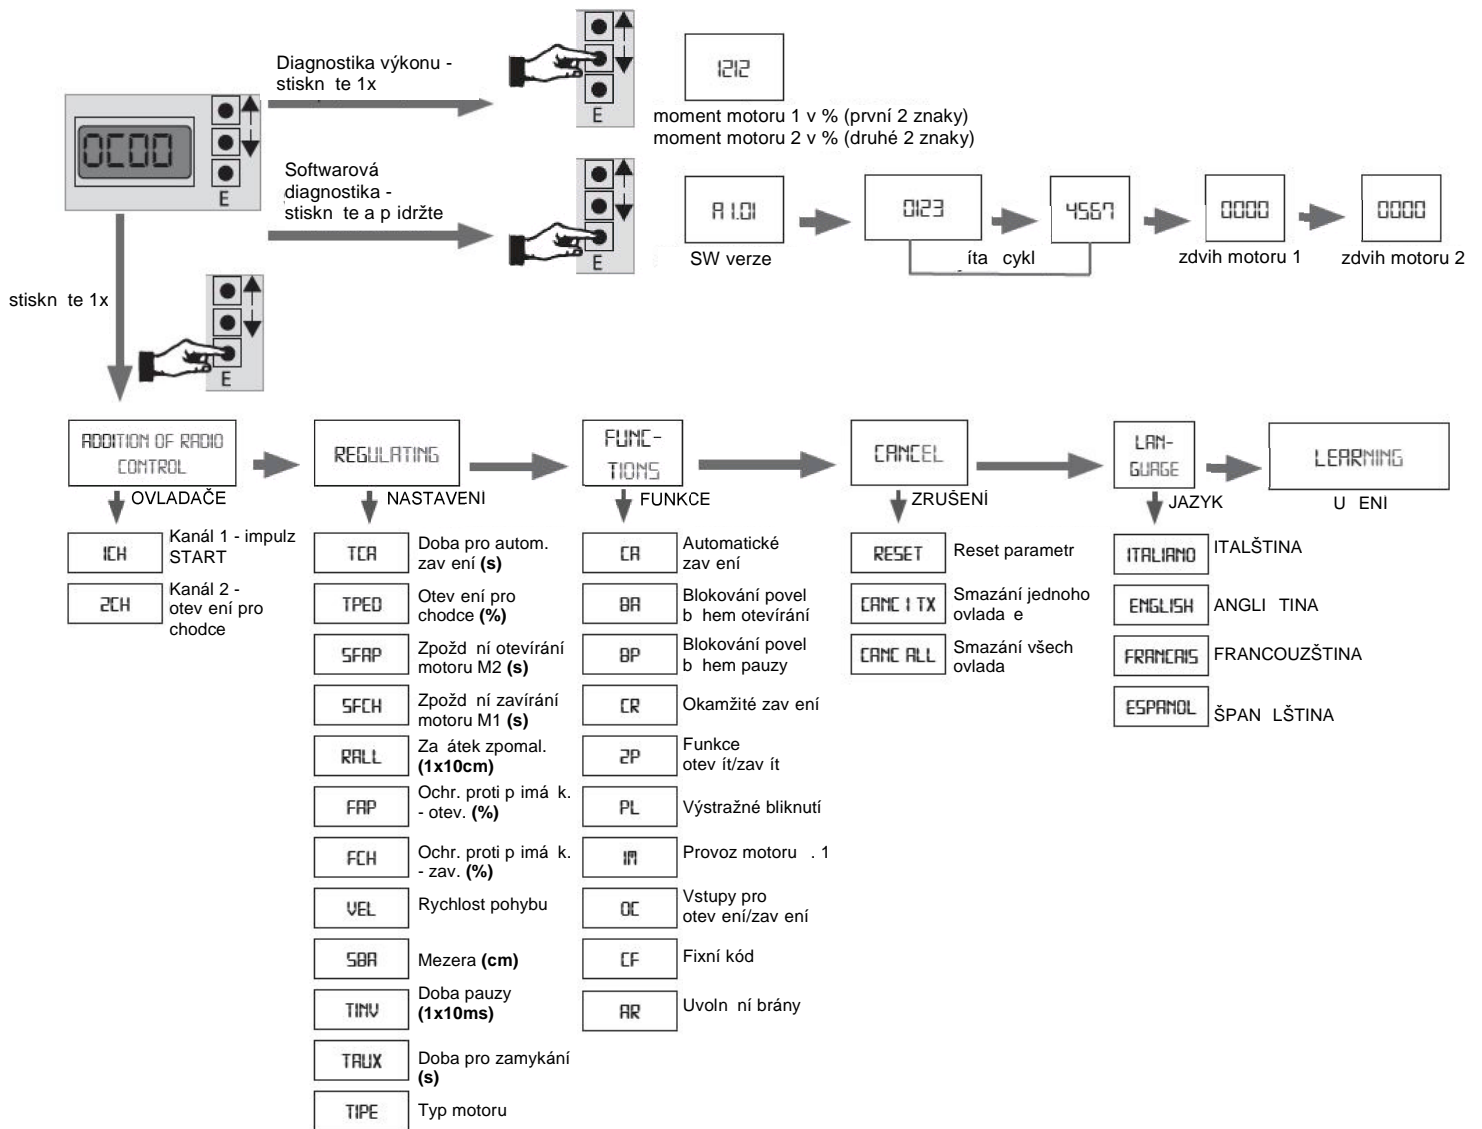 Diagnostika výkonu -
stiskn te 1x
E
1212
moment motoru 1 v % (první 2 znaky)
moment motoru 2 v % (druhé 2 znaky)
0C00
E
Softwarová
diagnostika -
stiskn te a p idržte
E
A 1.01
SW verze
0123
4567
íta cykl
0000
zdvih motoru 1
0000
zdvih motoru 2
stiskn te 1x
E
ADDITION OF RADIO
CONTROL
OVLADAČE
1CH
Kanál 1 - impulz
START
2CH
Kanál 2 -
otev ení pro
chodce
REGULATING
NASTAVENI
TCA
Doba pro autom.
zav ení (s)
TPED
Otev ení pro
chodce (%)
SFAP
Zpožd ní otevírání
motoru M2 (s)
SFCH
Zpožd ní zavírání
motoru M1 (s)
RALL
Za átek zpomal.
(1x10cm)
FAP
Ochr. proti p imá k.
- otev. (%)
FCH
Ochr. proti p imá k.
- zav. (%)
VEL
Rychlost pohybu
SBA
Mezera (cm)
TINV
Doba pauzy
(1x10ms)
TAUX
Doba pro zamykání
(s)
TIPE
Typ motoru
FUNC-
TIONS
FUNKCE
CA
Automatické
zav ení
BA
Blokování povel
b hem otevírání
BP
Blokování povel
b hem pauzy
CR
Okamžité zav ení
2P
Funkce
otev ít/zav ít
PL
Výstražné bliknutí
1M
Provoz motoru . 1
OC
Vstupy pro
otev ení/zav ení
CF
Fixní kód
AR
Uvoln ní brány
CANCEL
ZRUŠENÍ
RESET
Reset parametr
CANC 1 TX
Smazání jednoho
ovlada e
CANC ALL
Smazání všech
ovlada
LAN-
GUAGE
JAZYK
ITALIANO
ITALŠTINA
ENGLISH
ANGLI TINA
FRANCAIS
FRANCOUZŠTINA
ESPANOL
ŠPAN LŠTINA
LEARNING
U ENI